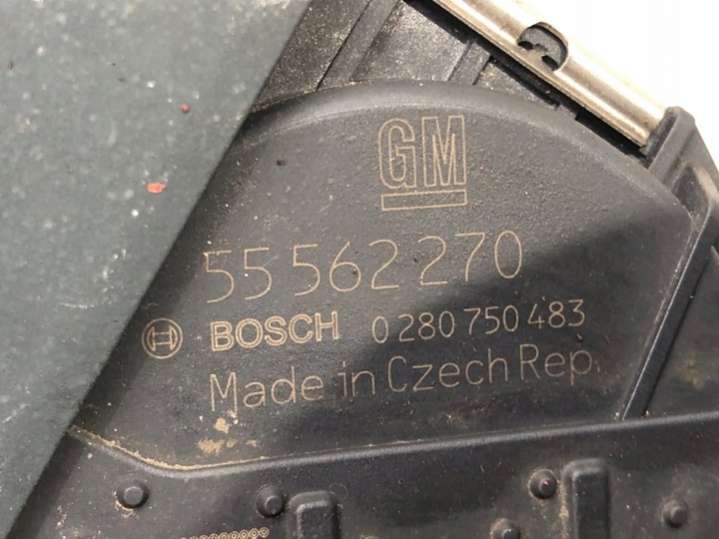 GM
55 562 270
BOSCH 0 280 750 483
Made in Czech Rep.